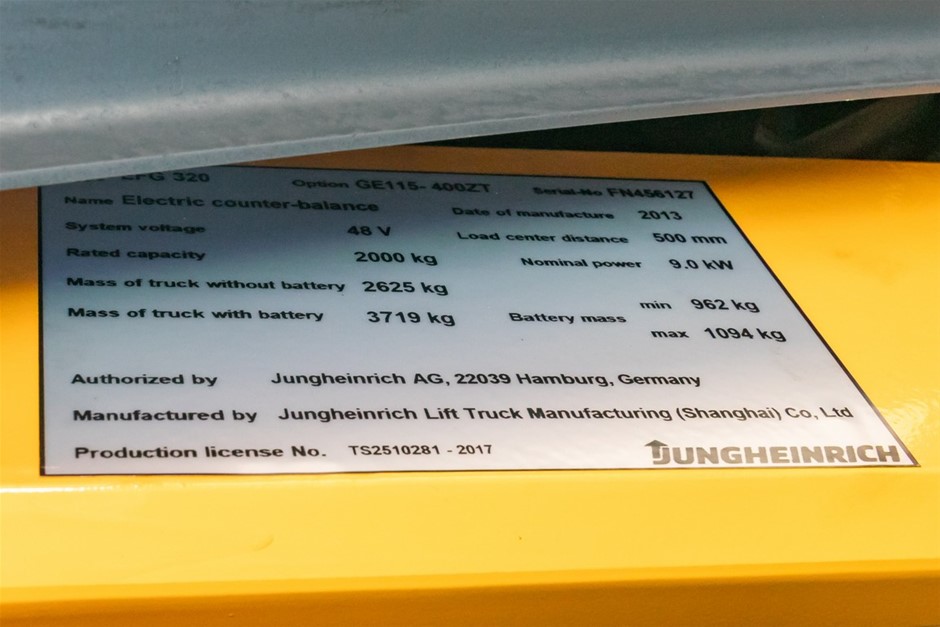 EFG 320 Option GE115- 400ZT Serial-No FN456127
Name Electric counter-balance Date of manufacture 2013
System voltage 48 V Load center distance 500 mm
Rated capacity 2000 kg Nominal power 9.0 kW
Mass of truck without battery 2625 kg
Mass of truck with battery 3719 kg Battery mass min 962 kg
max 1094 kg
Authorized by Jungheinrich AG, 22039 Hamburg, Germany
Manufactured by Jungheinrich Lift Truck Manufacturing (Shanghai) Co, Ltd
Production license No. TS2510281 - 2017
JUNGHEINRICH